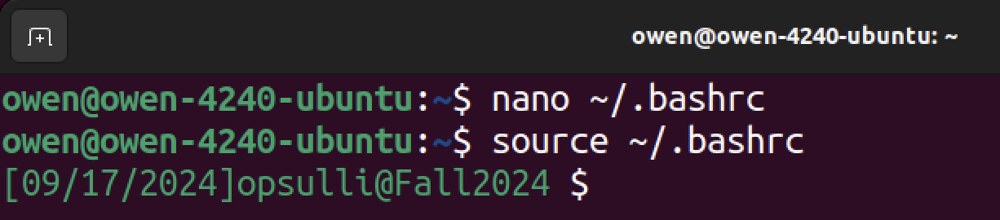 owen@owen-4240-ubuntu: ~
owen@owen-4240-ubuntu:~$ nano ~/.bashrc
owen@owen-4240-ubuntu:~$ source ~/.bashrc
[09/17/2024]opsulli@Fall2024 $